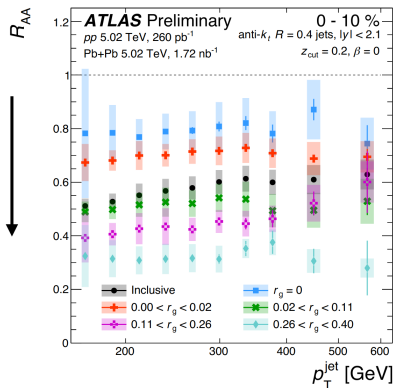 R_AA
ATLAS Preliminary
0 - 10 %
pp 5.02 TeV, 260 pb⁻¹
anti-k_t R = 0.4 jets, |y| < 2.1
Pb+Pb 5.02 TeV, 1.72 nb⁻¹
z_cut = 0.2, β = 0
1.2
1
0.8
0.6
0.4
0.2
0
Inclusive
r_g = 0
0.00 < r_g < 0.02
0.02 < r_g < 0.11
0.11 < r_g < 0.26
0.26 < r_g < 0.40
200
300
400
500
600
p_T^jet [GeV]